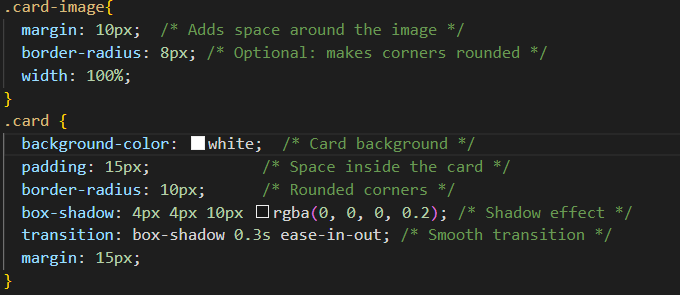 .card-image{
  margin: 10px;  /* Adds space around the image */
  border-radius: 8px; /* Optional: makes corners rounded */
  width: 100%;
}
.card {
  background-color: white;  /* Card background */
  padding: 15px;            /* Space inside the card */
  border-radius: 10px;      /* Rounded corners */
  box-shadow: 4px 4px 10px rgba(0, 0, 0, 0.2); /* Shadow effect */
  transition: box-shadow 0.3s ease-in-out; /* Smooth transition */
  margin: 15px;
}